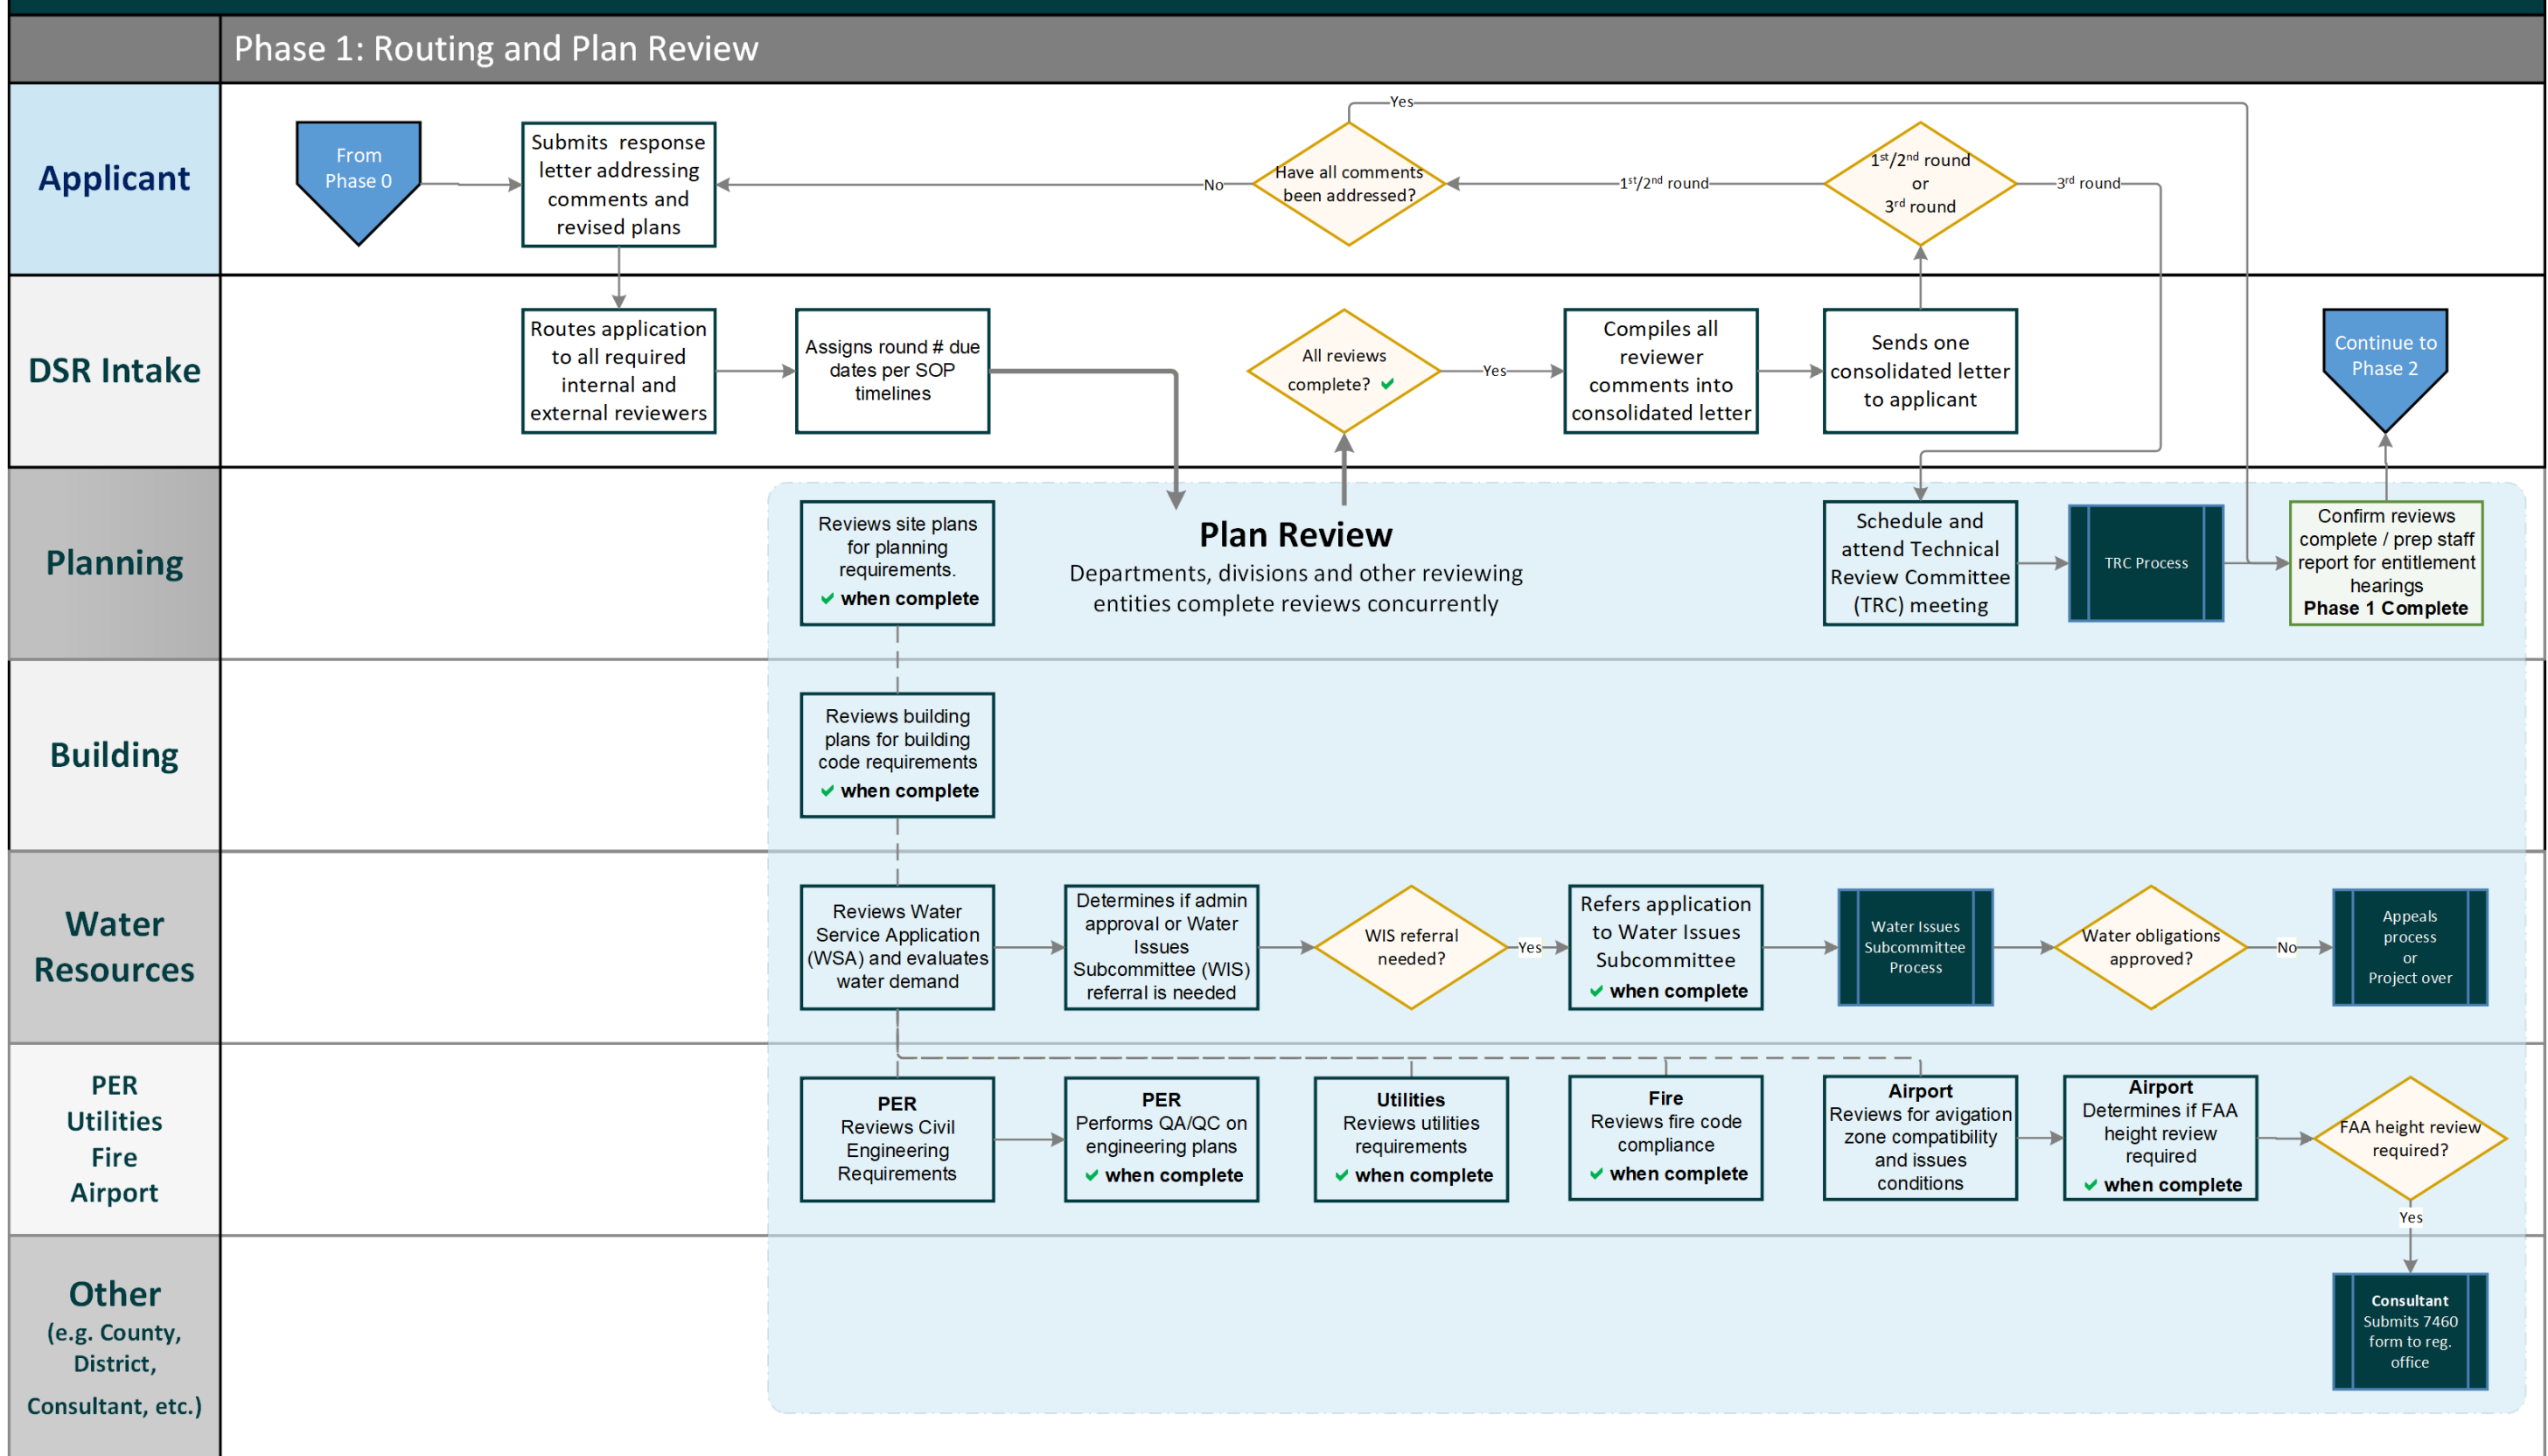 Phase 1: Routing and Plan Review
Applicant
From
Phase 0
Submits response
letter addressing
comments and
revised plans
No
Have all comments
been addressed?
Yes
1st/2nd round
1st/2nd round
or
3rd round
3rd round
DSR Intake
Routes application
to all required
internal and
external reviewers
Assigns round # due
dates per SOP
timelines
All reviews
complete?
Yes
Compiles all
reviewer
comments into
consolidated letter
Sends one
consolidated letter
to applicant
Continue to
Phase 2
Planning
Reviews site plans
for planning
requirements.
when complete
Plan Review
Departments, divisions and other reviewing
entities complete reviews concurrently
Schedule and
attend Technical
Review Committee
(TRC) meeting
TRC Process
Confirm reviews
complete / prep staff
report for entitlement
hearings
Phase 1 Complete
Building
Reviews building
plans for building
code requirements
when complete
Water
Resources
Reviews Water
Service Application
(WSA) and evaluates
water demand
Determines if admin
approval or Water
Issues
Subcommittee (WIS)
referral is needed
WIS referral
needed?
Yes
Refers application
to Water Issues
Subcommittee
when complete
Water Issues
Subcommittee
Process
Water obligations
approved?
No
Appeals
process
or
Project over
PER
Utilities
Fire
Airport
PER
Reviews Civil
Engineering
Requirements
PER
Performs QA/QC on
engineering plans
when complete
Utilities
Reviews utilities
requirements
when complete
Fire
Reviews fire code
compliance
when complete
Airport
Reviews for avigation
zone compatibility
and issues
conditions
Airport
Determines if FAA
height review
required
when complete
FAA height review
required?
Yes
Other
(e.g. County,
District,
Consultant, etc.)
Consultant
Submits 7460
form to reg.
office